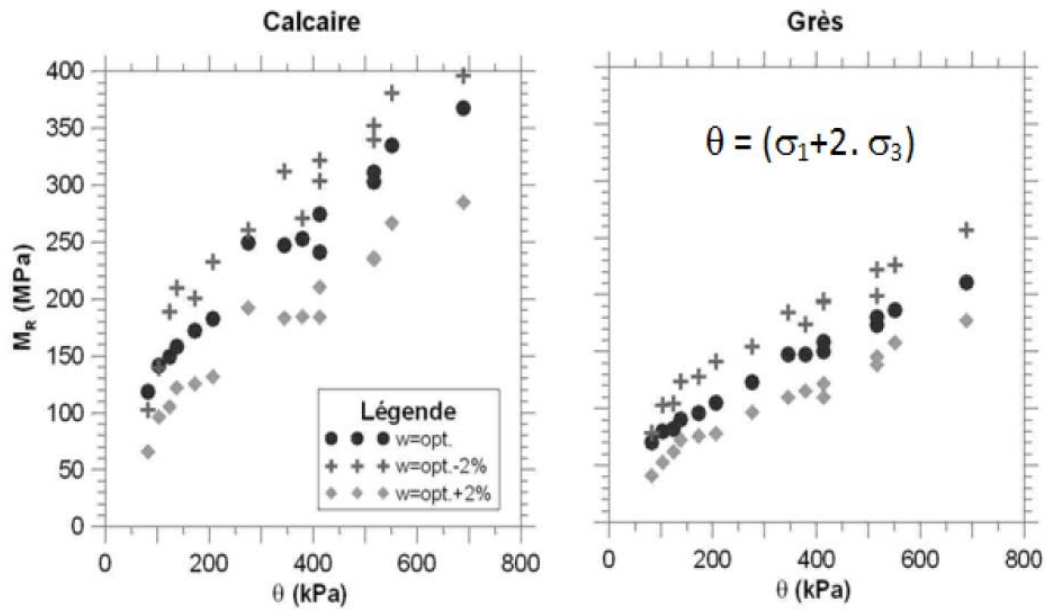 Calcaire
Grès
400
350
300
250
200
150
100
50
0
M_R (MPa)
θ = (σ₁+2. σ₃)
Légende
w=opt.
w=opt.-2%
w=opt.+2%
0 200 400 600 800
θ (kPa)
0 200 400 600 800
θ (kPa)